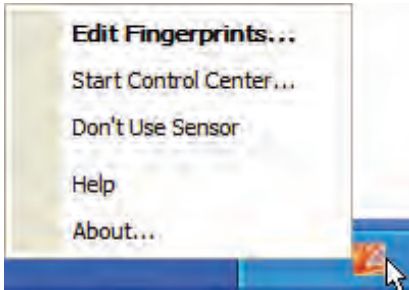 Edit Fingerprints...
Start Control Center...
Don't Use Sensor
Help
About...